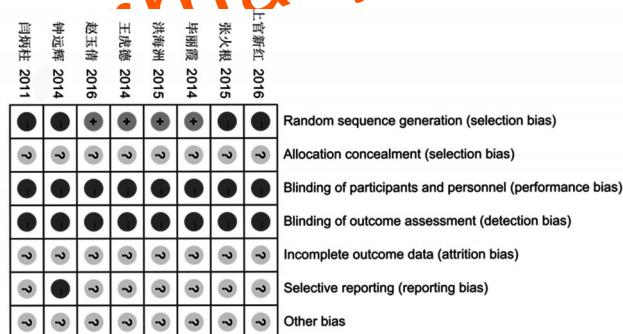 闫炳柱 2011
钟远辉 2014
赵玉倩 2016
王虎德 2014
洪海洲 2015
毕丽霞 2014
张火根 2015
上官新红 2016
Random sequence generation (selection bias)
Allocation concealment (selection bias)
Blinding of participants and personnel (performance bias)
Blinding of outcome assessment (detection bias)
Incomplete outcome data (attrition bias)
Selective reporting (reporting bias)
Other bias